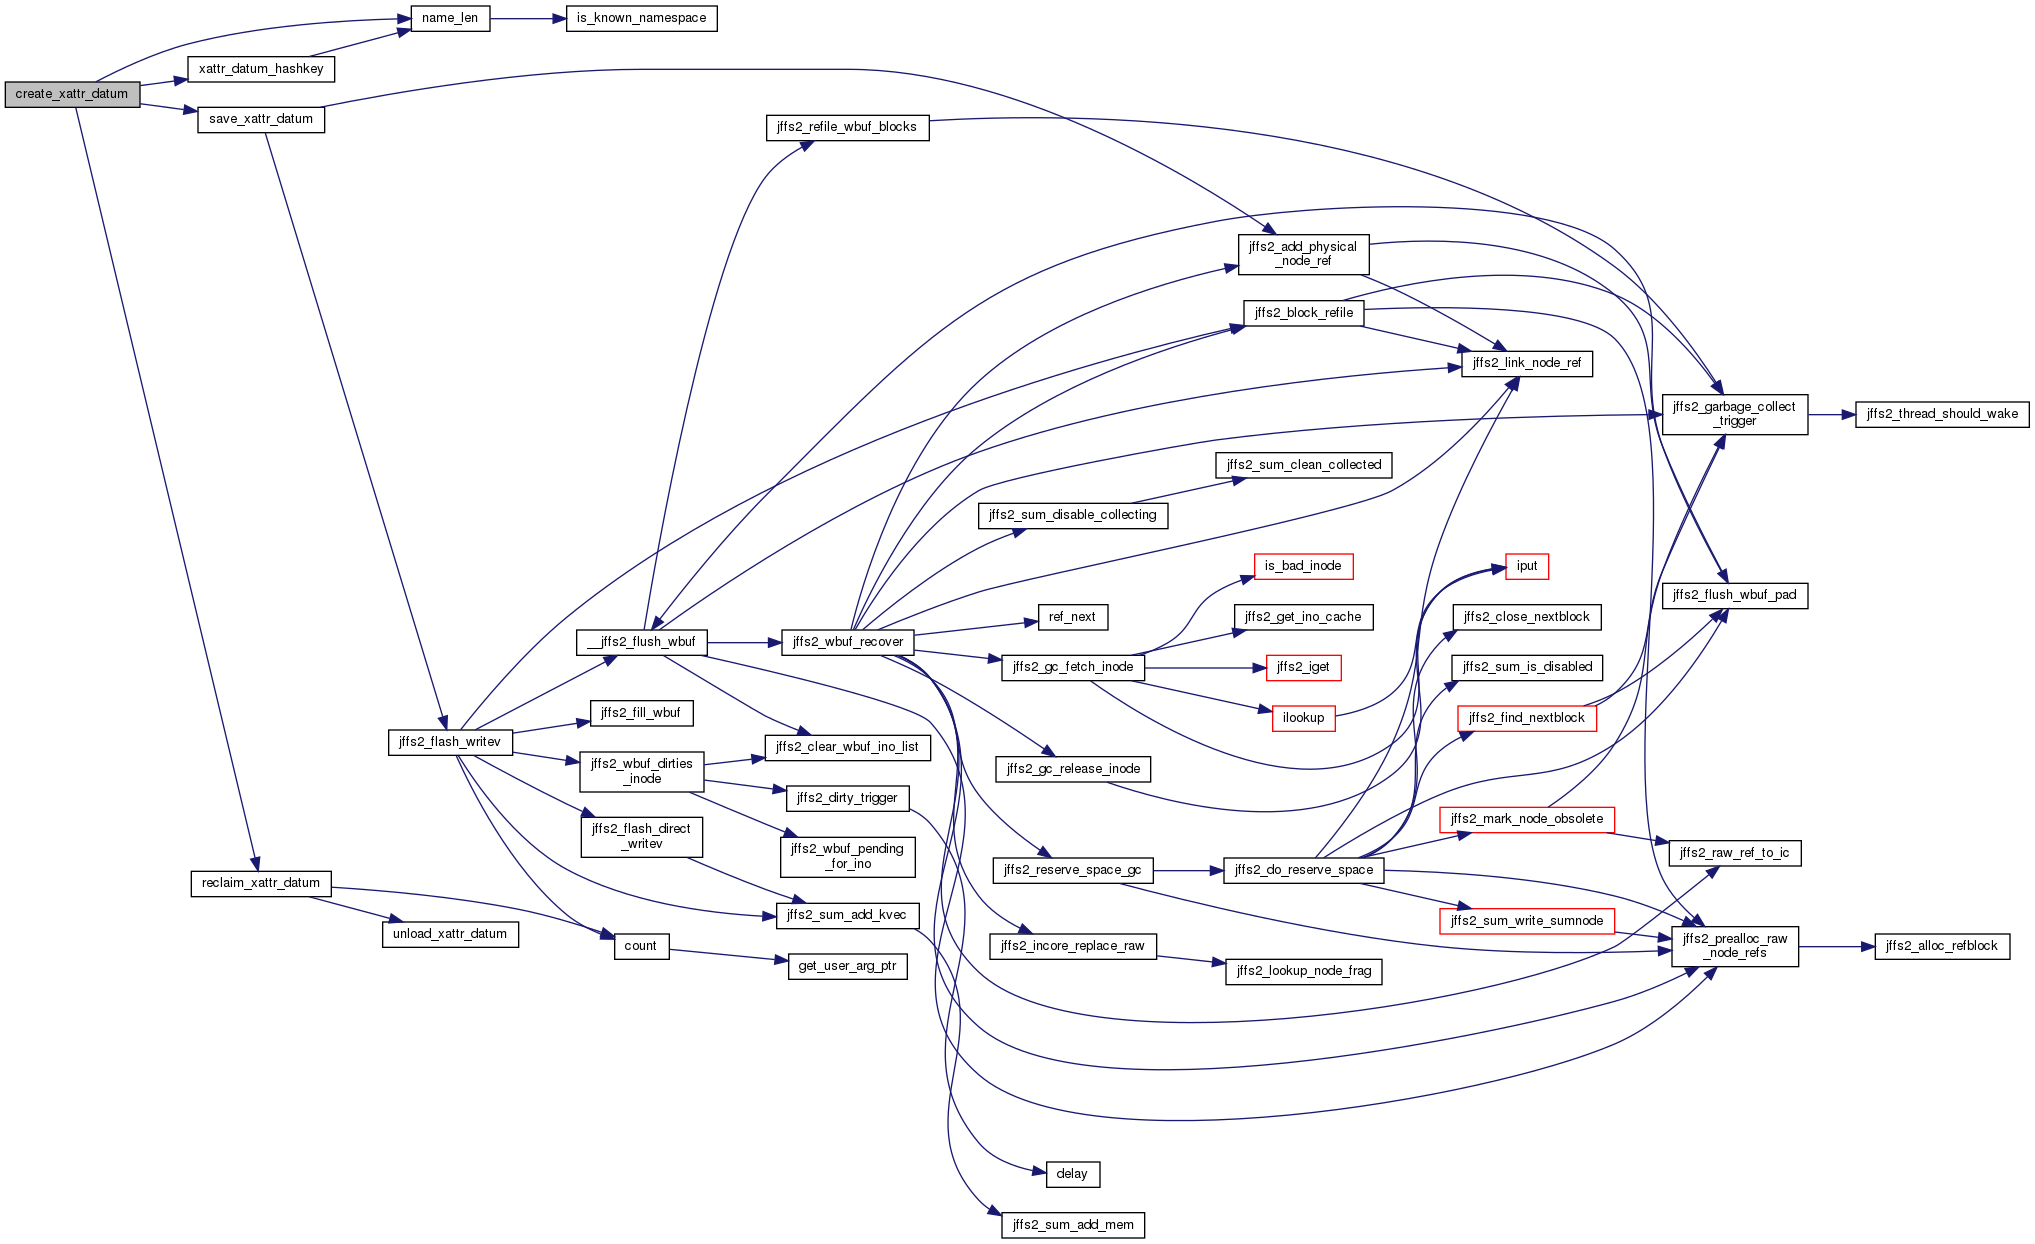 name_len
is_known_namespace
xattr_datum_hashkey
create_xattr_datum
save_xattr_datum
jffs2_refile_wbuf_blocks
jffs2_add_physical
_node_ref
jffs2_block_refile
jffs2_link_node_ref
jffs2_garbage_collect
_trigger
jffs2_thread_should_wake
jffs2_sum_clean_collected
jffs2_sum_disable_collecting
is_bad_inode
iput
jffs2_flush_wbuf_pad
ref_next
jffs2_get_ino_cache
jffs2_close_nextblock
__jffs2_flush_wbuf
jffs2_wbuf_recover
jffs2_gc_fetch_inode
jffs2_iget
jffs2_sum_is_disabled
jffs2_fill_wbuf
ilookup
jffs2_find_nextblock
jffs2_flash_writev
jffs2_clear_wbuf_ino_list
jffs2_wbuf_dirties
_inode
jffs2_gc_release_inode
jffs2_dirty_trigger
jffs2_mark_node_obsolete
jffs2_flash_direct
_writev
jffs2_wbuf_pending
_for_ino
jffs2_raw_ref_to_ic
jffs2_reserve_space_gc
jffs2_do_reserve_space
reclaim_xattr_datum
jffs2_sum_add_kvec
jffs2_sum_write_sumnode
unload_xattr_datum
count
jffs2_incore_replace_raw
jffs2_prealloc_raw
_node_refs
jffs2_alloc_refblock
get_user_arg_ptr
jffs2_lookup_node_frag
delay
jffs2_sum_add_mem